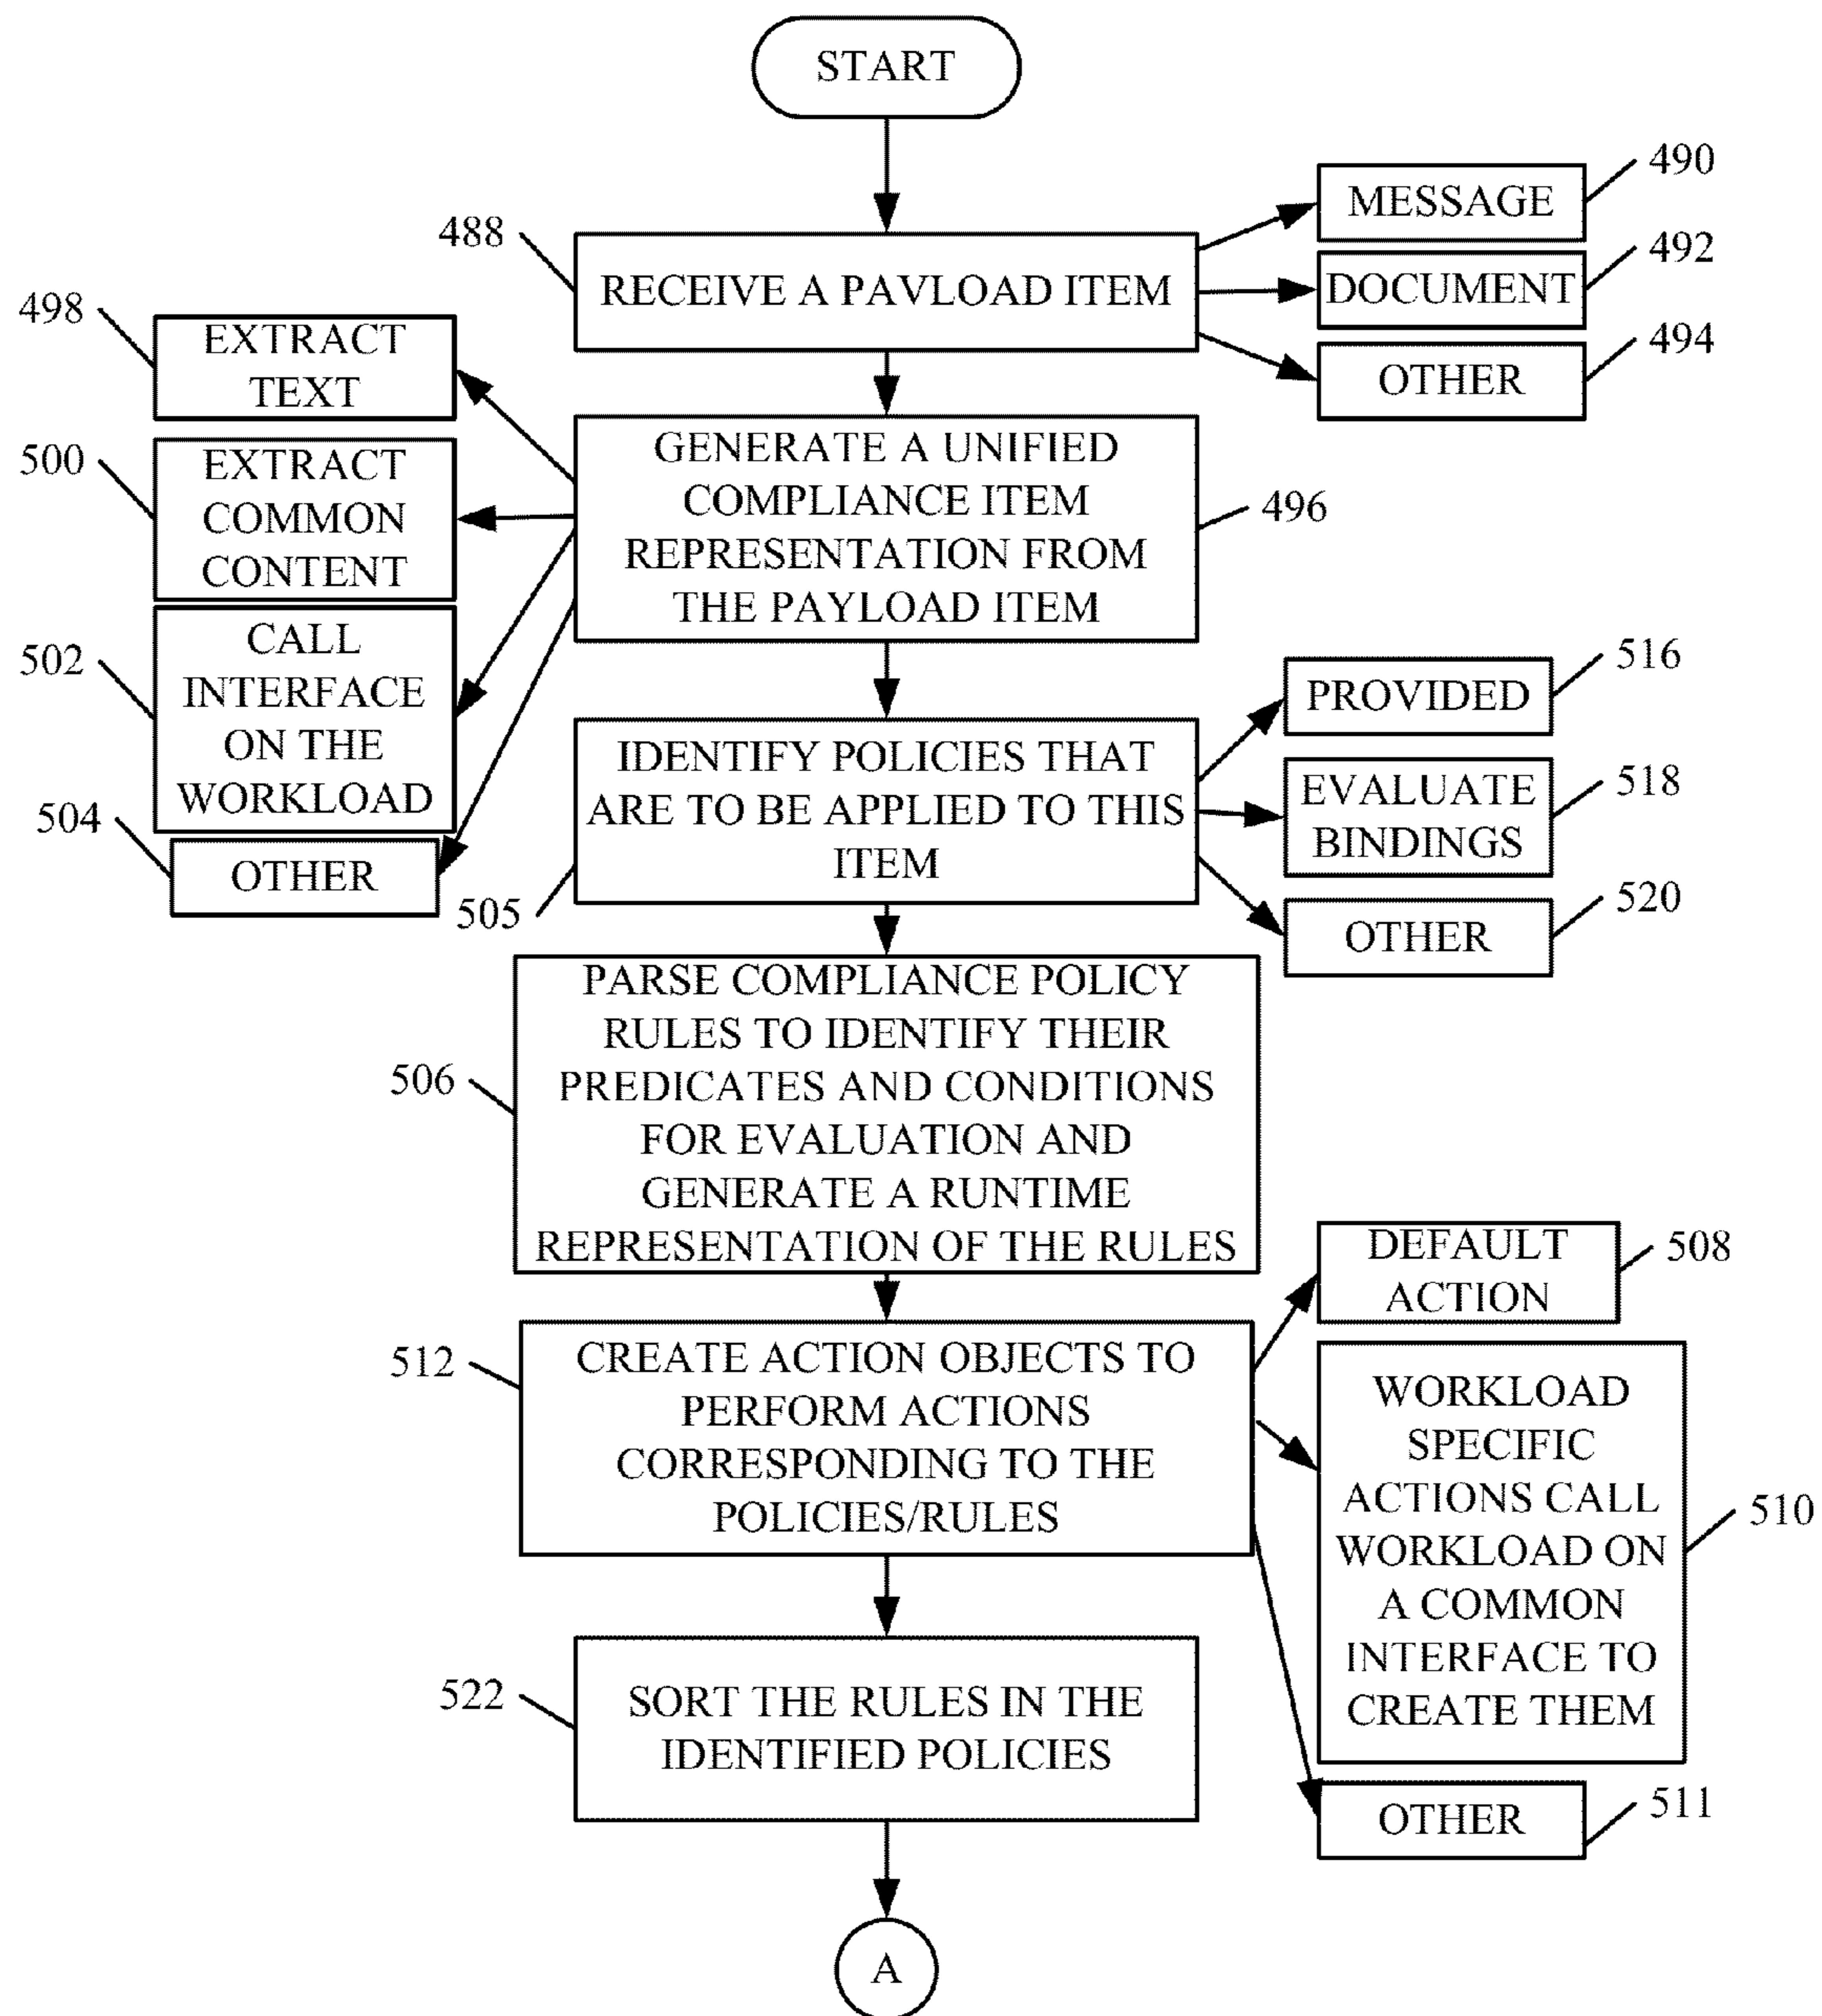 START
490
MESSAGE
488
RECEIVE A PAVLOAD ITEM
492
DOCUMENT
494
OTHER
498
EXTRACT
TEXT
500
EXTRACT
COMMON
CONTENT
502
CALL
INTERFACE
ON THE
WORKLOAD
504
OTHER
GENERATE A UNIFIED
COMPLIANCE ITEM
REPRESENTATION FROM
THE PAYLOAD ITEM
496
IDENTIFY POLICIES THAT
ARE TO BE APPLIED TO THIS
ITEM
505
516
PROVIDED
518
EVALUATE
BINDINGS
520
OTHER
506
PARSE COMPLIANCE POLICY
RULES TO IDENTIFY THEIR
PREDICATES AND CONDITIONS
FOR EVALUATION AND
GENERATE A RUNTIME
REPRESENTATION OF THE RULES
512
CREATE ACTION OBJECTS TO
PERFORM ACTIONS
CORRESPONDING TO THE
POLICIES/RULES
508
DEFAULT
ACTION
510
WORKLOAD
SPECIFIC
ACTIONS CALL
WORKLOAD ON
A COMMON
INTERFACE TO
CREATE THEM
511
OTHER
522
SORT THE RULES IN THE
IDENTIFIED POLICIES
A